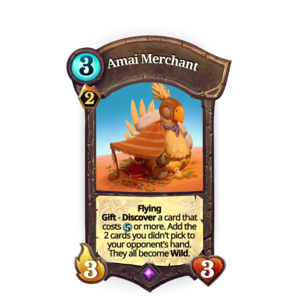 3
Amai Merchant
2
Flying
Gift - Discover a card that
costs 5 or more. Add the
2 cards you didn't pick to
your opponent's hand.
They all become Wild.
3
3